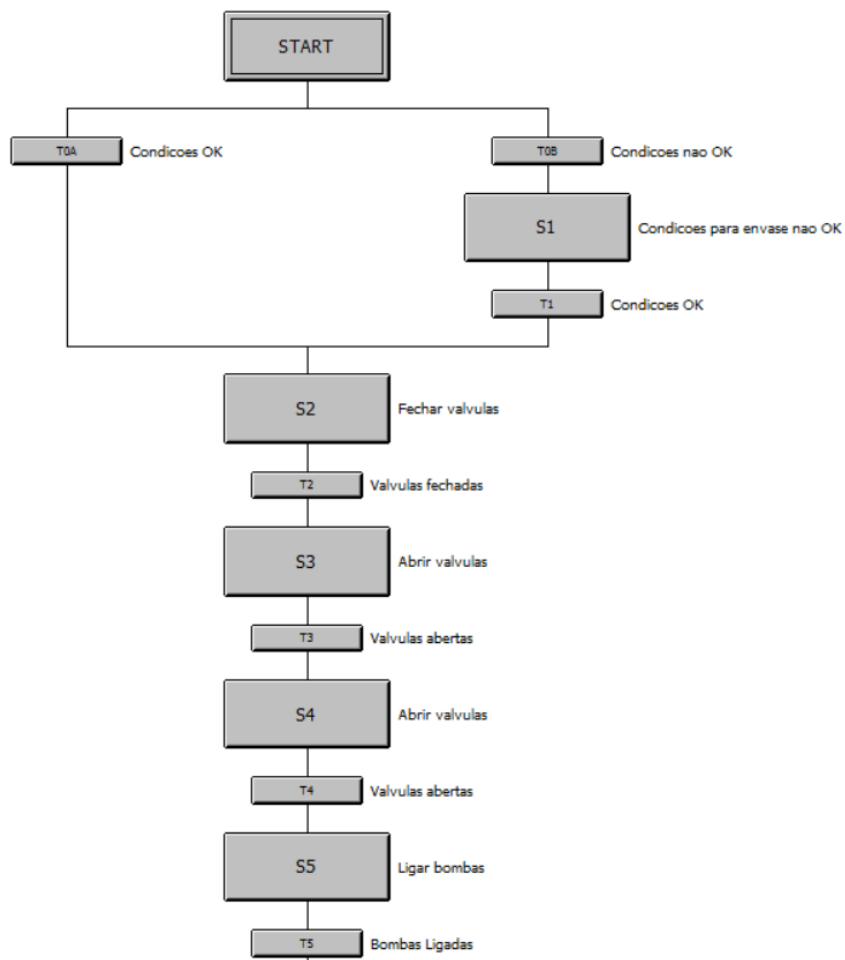 START
T0A Condicoes OK
T0B Condicoes nao OK
S1 Condicoes para envase nao OK
T1 Condicoes OK
S2 Fechar valvulas
T2 Valvulas fechadas
S3 Abrir valvulas
T3 Valvulas abertas
S4 Abrir valvulas
T4 Valvulas abertas
S5 Ligar bombas
T5 Bombas Ligadas